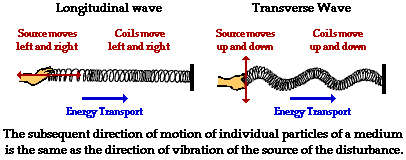 Longitudinal wave
Transverse Wave
Source moves
left and right
Coils move
left and right
Source moves
up and down
Coils move
up and down
Energy Transport
Energy Transport
The subsequent direction of motion of individual particles of a medium
is the same as the direction of vibration of the source of the disturbance.